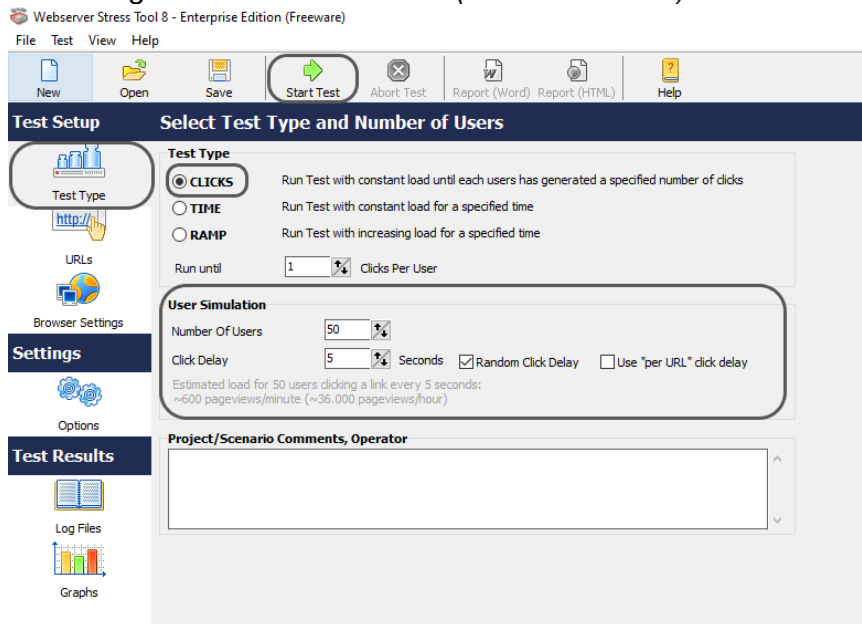 Webserver Stress Tool 8 - Enterprise Edition (Freeware)
File Test View Help
New Open Save Start Test Abort Test Report (Word) Report (HTML) Help
Test Setup
Test Type
http://
URLs
Browser Settings
Settings
Options
Test Results
Log Files
Graphs
Select Test Type and Number of Users
Test Type
CLICKS Run Test with constant load until each users has generated a specified number of clicks
TIME Run Test with constant load for a specified time
RAMP Run Test with increasing load for a specified time
Run until 1 Clicks Per User
User Simulation
Number Of Users 50
Click Delay 5 Seconds Random Click Delay Use "per URL" click delay
Estimated load for 50 users clicking a link every 5 seconds:
~600 pageviews/minute (~36.000 pageviews/hour)
Project/Scenario Comments, Operator